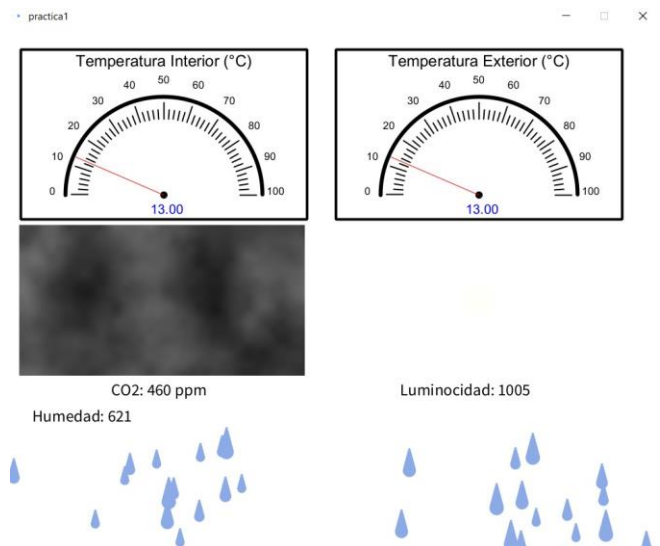 practica1
Temperatura Interior (°C)
0 10 20 30 40 50 60 70 80 90 100
13.00
Temperatura Exterior (°C)
0 10 20 30 40 50 60 70 80 90 100
13.00
CO2: 460 ppm
Luminocidad: 1005
Humedad: 621